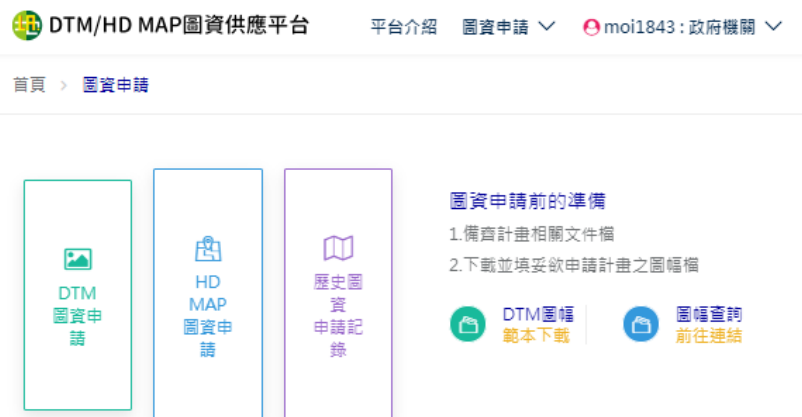 DTM/HD MAP圖資供應平台
平台介紹
圖資申請
moi1843 : 政府機關
首頁 > 圖資申請
DTM
圖資申
請
HD
MAP
圖資申
請
歷史圖
資
申請記
錄
圖資申請前的準備
1.備齊計畫相關文件檔
2.下載並填妥欲申請計畫之圖幅檔
DTM圖幅
範本下載
圖幅查詢
前往連結